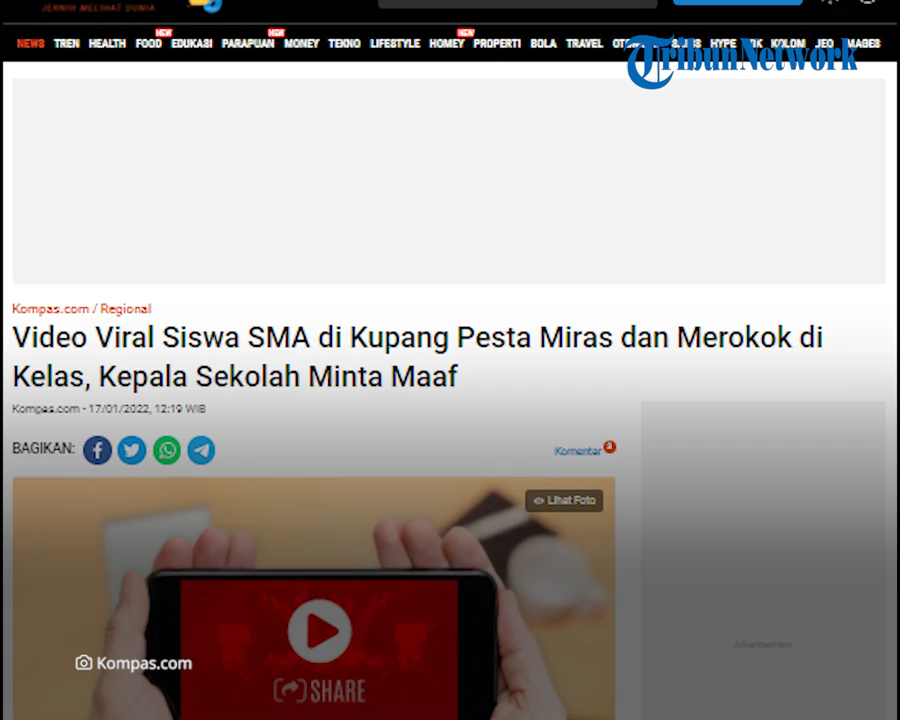 JERNIH MELIHAT DUNIA
NEWS TREN HEALTH FOOD NEW EDUKASI PARAPUAN NEW MONEY TEKNO LIFESTYLE HOMEY NEW PROPERTI BOLA TRAVEL HYPE KOLOM JEO IMAGES
TribunNetwork
Kompas.com / Regional
Video Viral Siswa SMA di Kupang Pesta Miras dan Merokok di
Kelas, Kepala Sekolah Minta Maaf
Kompas.com - 17/01/2022, 12:19 WIB
BAGIKAN:
Komentar 3
Lihat Foto
SHARE
Kompas.com
Advertisement